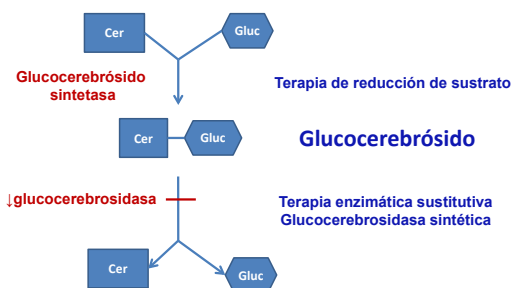 Cer
Gluc
Glucocerebrósido
sintetasa
Terapia de reducción de sustrato
Cer
Gluc
Glucocerebrósido
↓glucocerebrosidasa
Terapia enzimática sustitutiva
Glucocerebrosidasa sintética
Cer
Gluc